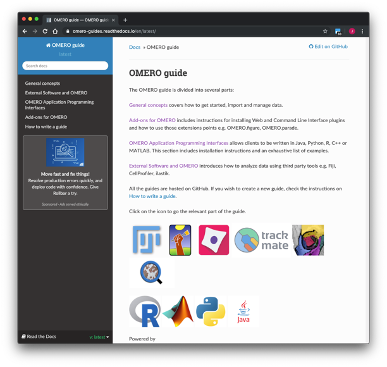 OMERO guide — OMERO guide
omero-guides.readthedocs.io/en/latest/
OMERO guide
latest
Search docs
General concepts
External Software and OMERO
OMERO Application Programming
Interfaces
Add-ons for OMERO
How to write a guide
Move fast and fix things!
Resolve production errors quickly, and
deploy code with confidence. Give
Rollbar a try.
Sponsored · Ads served ethically
Read the Docs
v: latest
Docs » OMERO guide
Edit on GitHub
OMERO guide
The OMERO guide is divided into several parts:
General concepts covers how to get started, import and manage data.
Add-ons for OMERO includes instructions for installing Web and Command Line Interface plugins
and how to use those extensions points e.g. OMERO.figure, OMERO.parade.
OMERO Application Programming Interfaces allows clients to be written in Java, Python, R, C++ or
MATLAB. This section includes installation instructions and an exhaustive list of examples.
External Software and OMERO introduces how to analyze data using third party tools e.g. Fiji,
CellProfiler, ilastik.
All the guides are hosted on GitHub. If you wish to create a new guide, check the instructions on
How to write a guide.
Click on the icon to go the relevant part of the guide.
track
mate
R
Java
Powered by